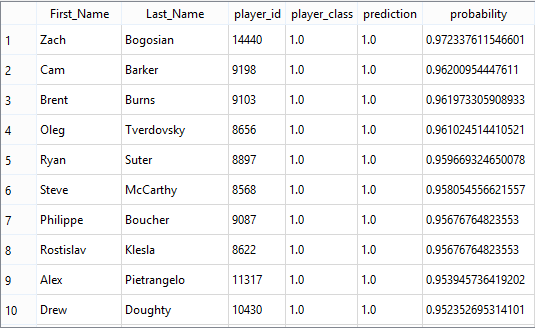 First_Name Last_Name player_id player_class prediction probability
1 Zach Bogosian 14440 1.0 1.0 0.972337611546601
2 Cam Barker 9198 1.0 1.0 0.96200954447611
3 Brent Burns 9103 1.0 1.0 0.961973305908933
4 Oleg Tverdovsky 8656 1.0 1.0 0.961024514410521
5 Ryan Suter 8897 1.0 1.0 0.959669324650078
6 Steve McCarthy 8568 1.0 1.0 0.958054556621557
7 Philippe Boucher 9087 1.0 1.0 0.95676764823553
8 Rostislav Klesla 8622 1.0 1.0 0.95676764823553
9 Alex Pietrangelo 11317 1.0 1.0 0.953945736419202
10 Drew Doughty 10430 1.0 1.0 0.952352695314101